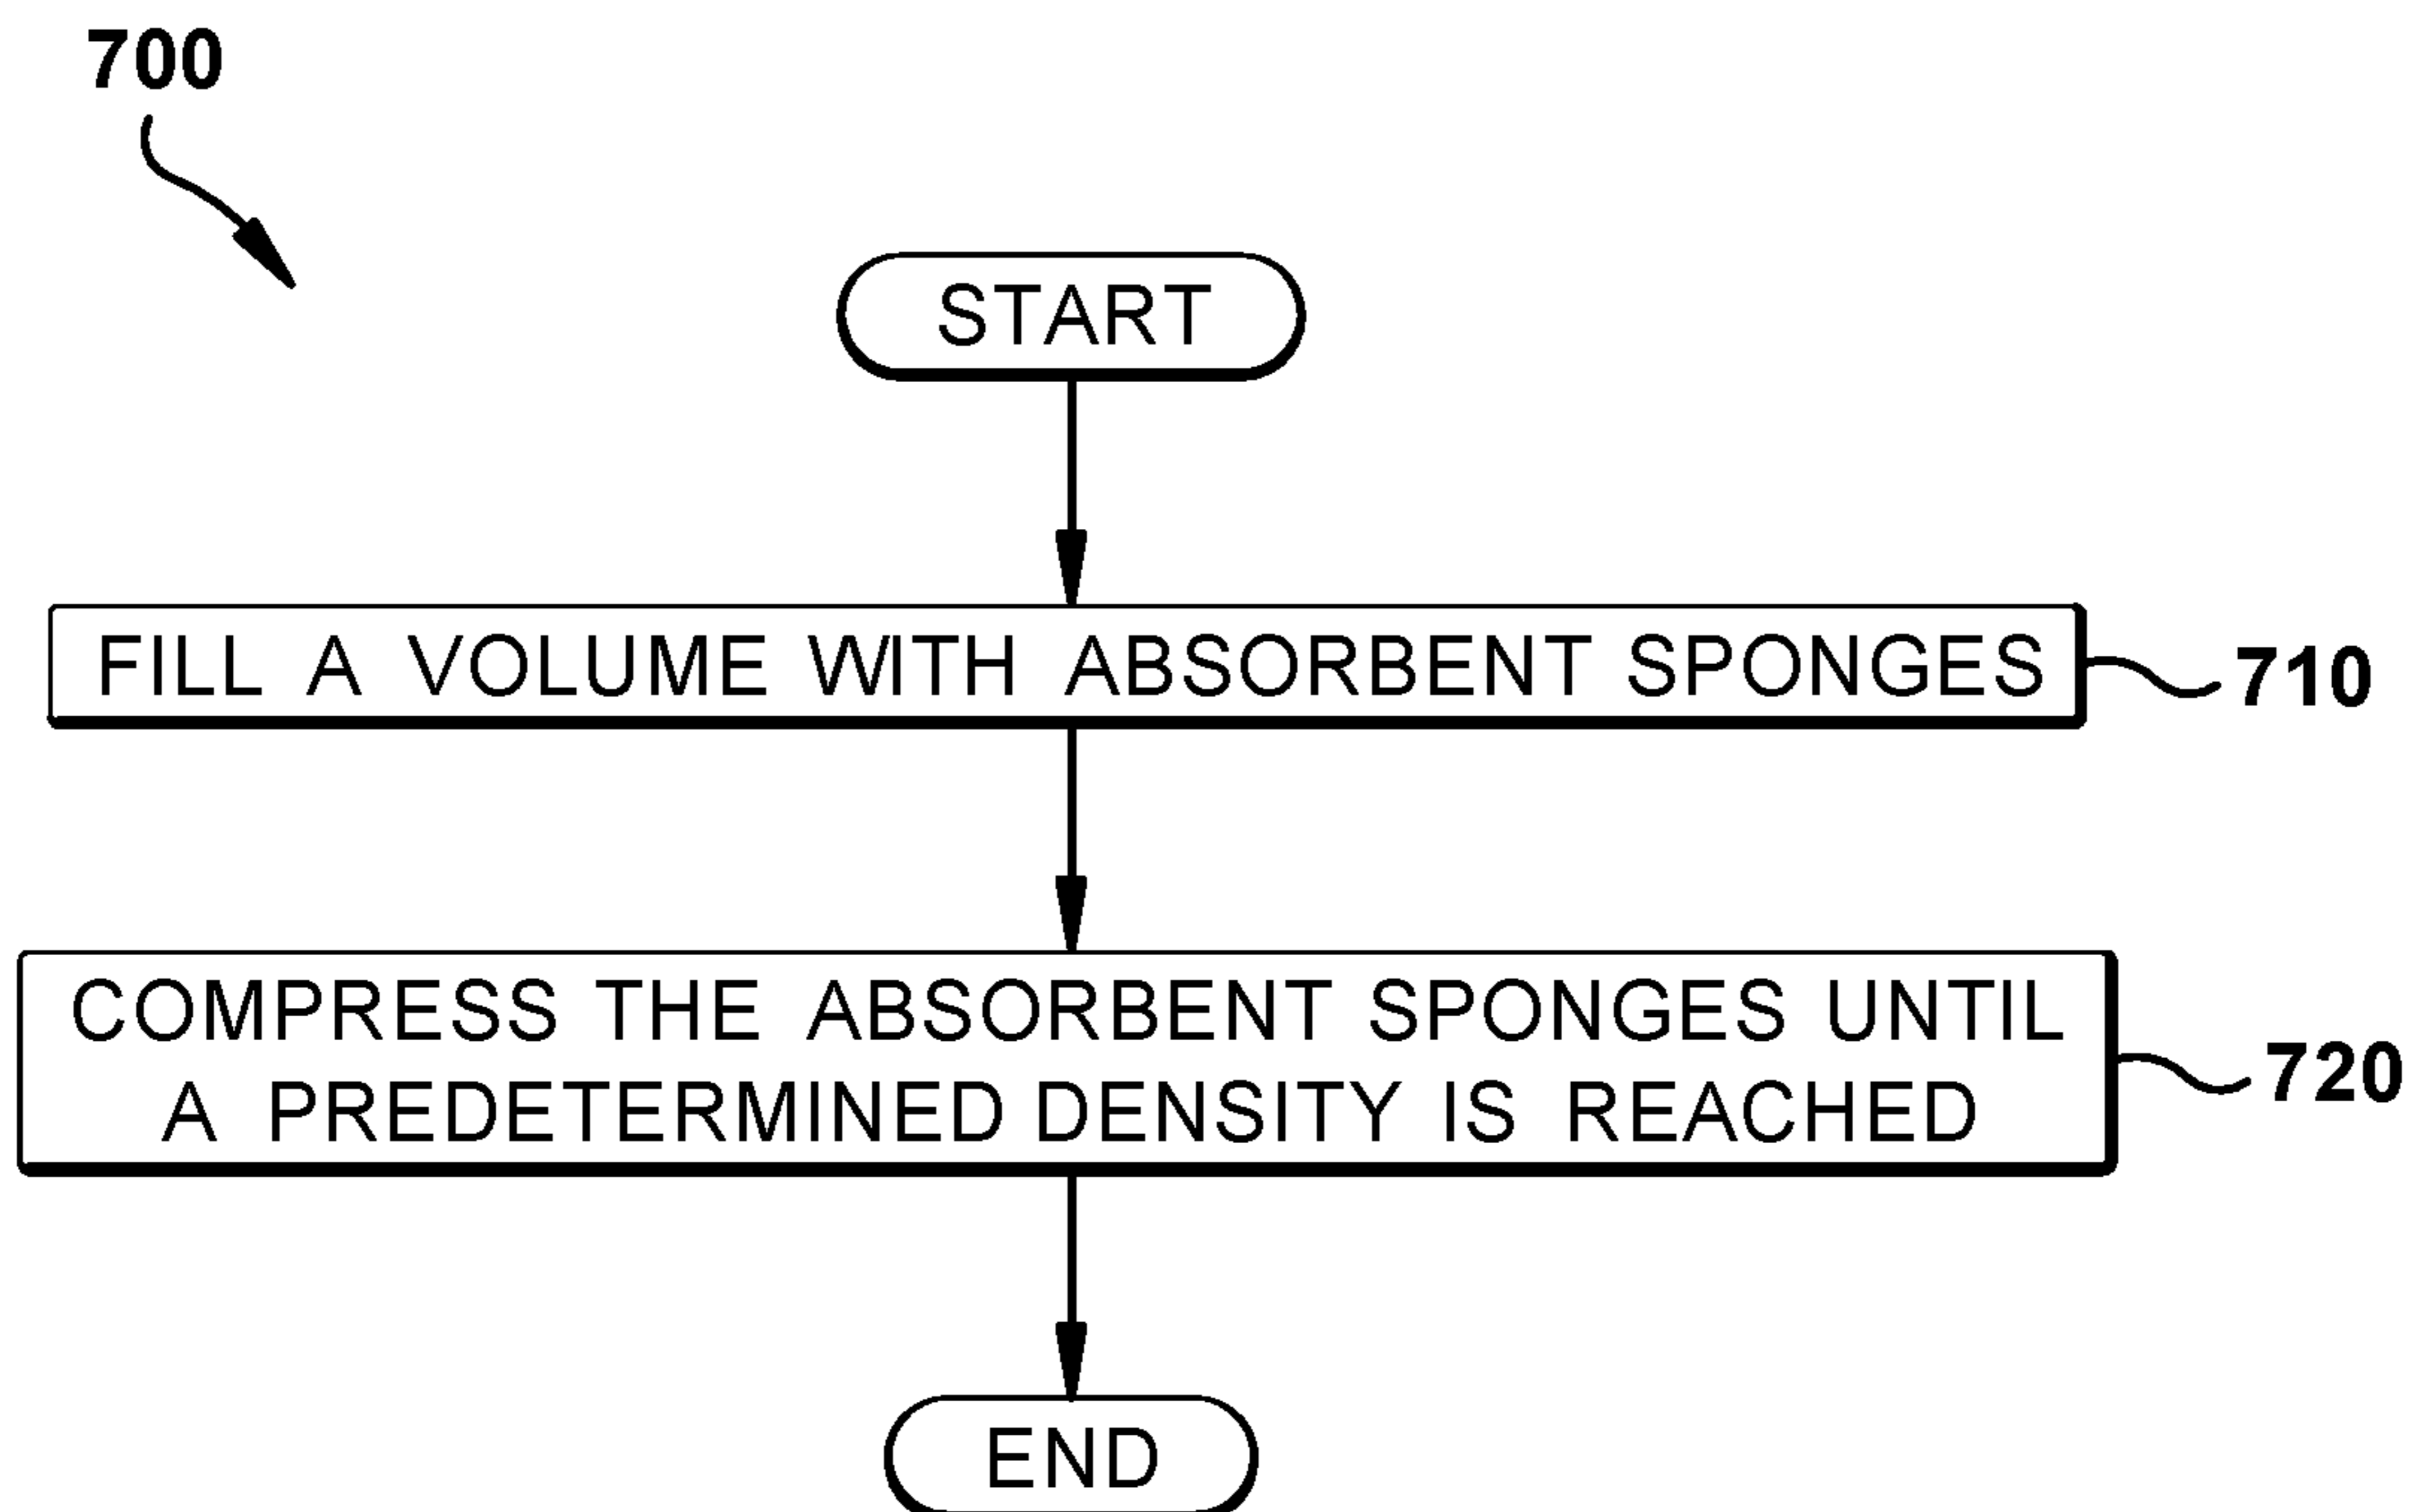 700
START
FILL A VOLUME WITH ABSORBENT SPONGES
710
COMPRESS THE ABSORBENT SPONGES UNTIL
A PREDETERMINED DENSITY IS REACHED
720
END